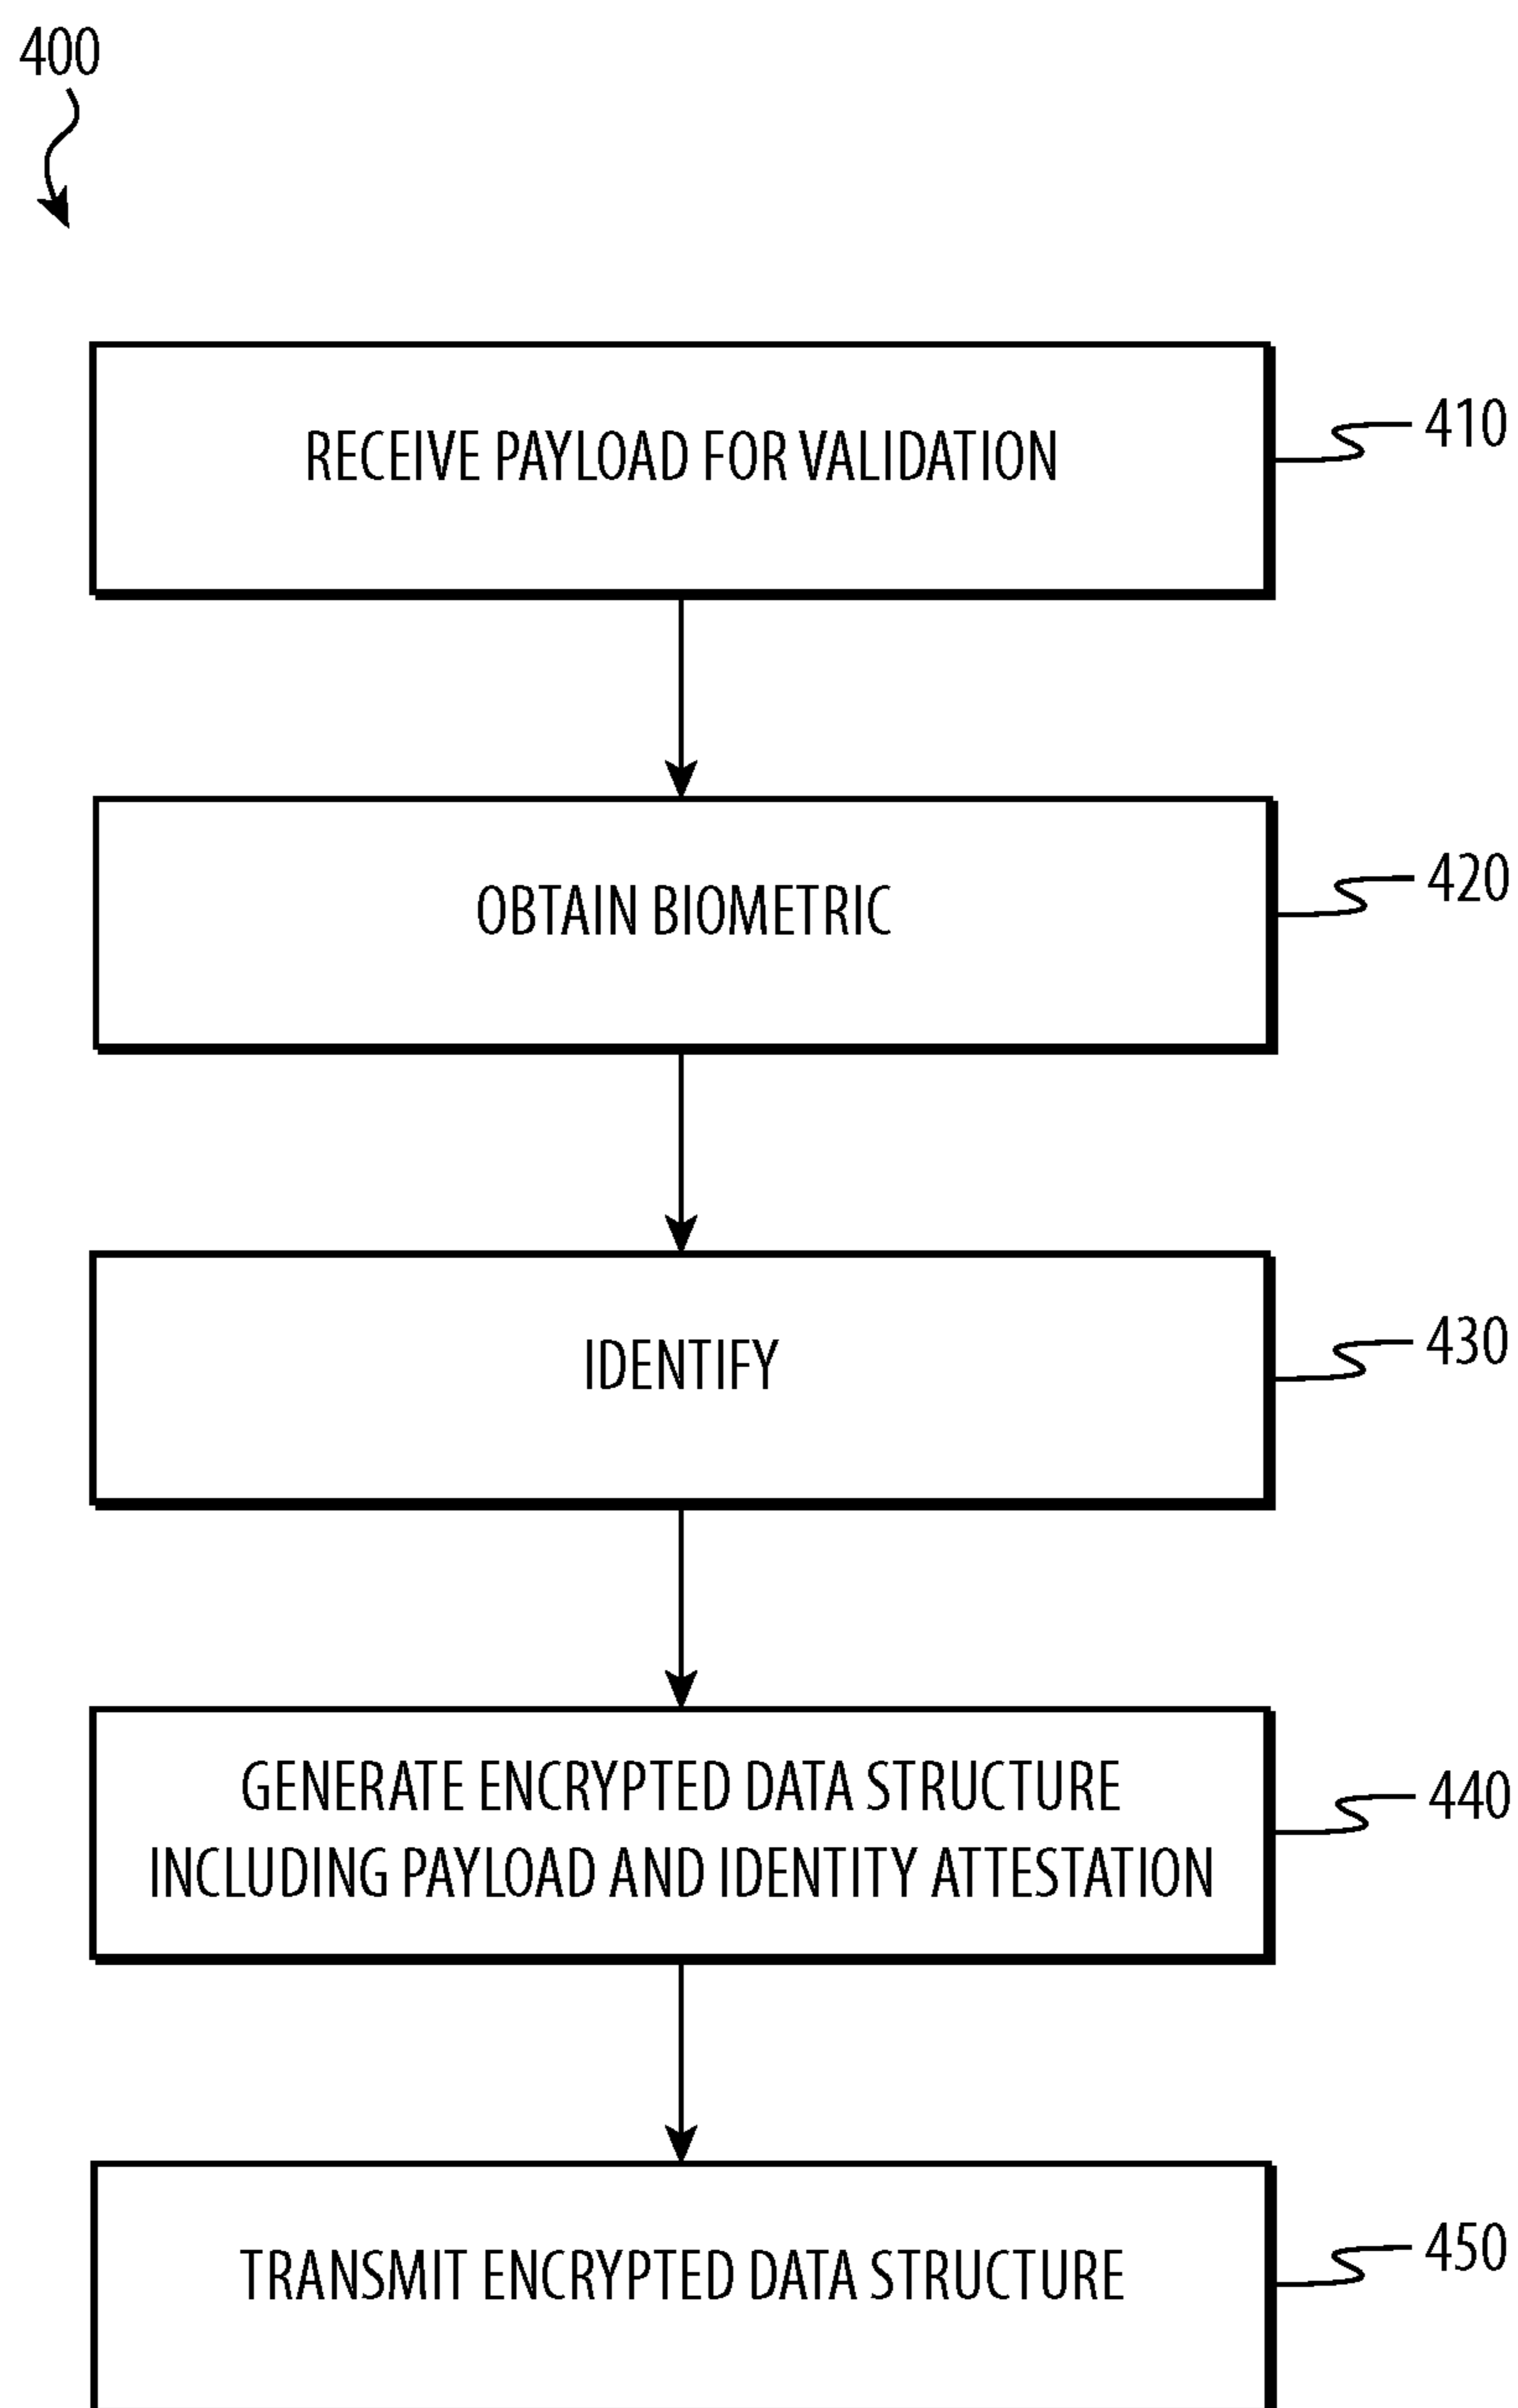 400
RECEIVE PAYLOAD FOR VALIDATION
410
OBTAIN BIOMETRIC
420
IDENTIFY
430
GENERATE ENCRYPTED DATA STRUCTURE
INCLUDING PAYLOAD AND IDENTITY ATTESTATION
440
TRANSMIT ENCRYPTED DATA STRUCTURE
450